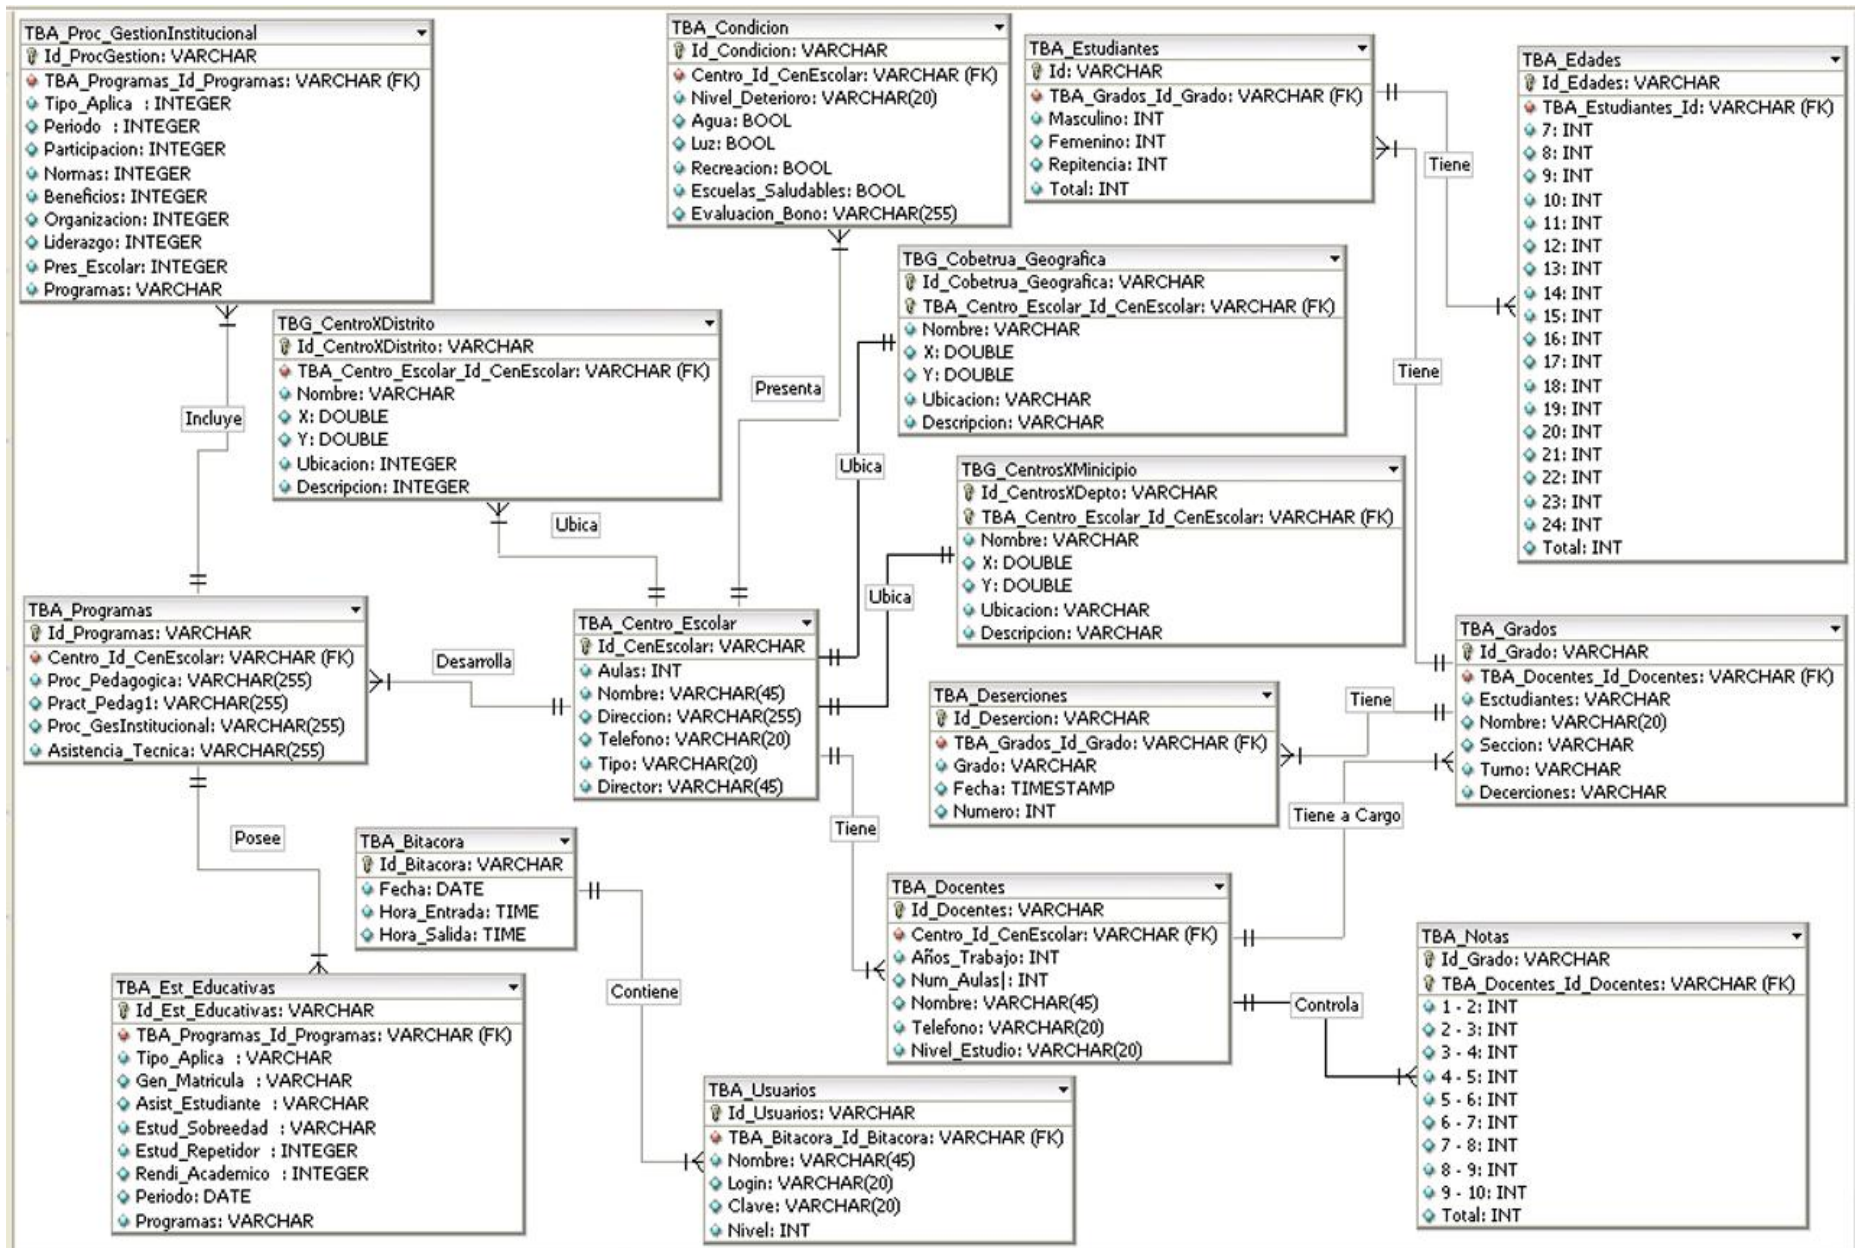 TBA_Proc_GestionInstitucional
Id_ProcGestion: VARCHAR
TBA_Programas_Id_Programas: VARCHAR (FK)
Tipo_Aplica : INTEGER
Periodo : INTEGER
Participacion: INTEGER
Normas: INTEGER
Beneficios: INTEGER
Organizacion: INTEGER
Liderazgo: INTEGER
Pres_Escolar: INTEGER
Programas: VARCHAR
TBA_Condicion
Id_Condicion: VARCHAR
Centro_Id_CenEscolar: VARCHAR (FK)
Nivel_Deterioro: VARCHAR(20)
Agua: BOOL
Luz: BOOL
Recreacion: BOOL
Escuelas_Saludables: BOOL
Evaluacion_Bono: VARCHAR(255)
TBA_Estudiantes
Id: VARCHAR
TBA_Grados_Id_Grado: VARCHAR (FK)
Masculino: INT
Femenino: INT
Repitencia: INT
Total: INT
TBA_Edades
Id_Edades: VARCHAR
TBA_Estudiantes_Id: VARCHAR (FK)
7: INT
8: INT
9: INT
10: INT
11: INT
12: INT
13: INT
14: INT
15: INT
16: INT
17: INT
18: INT
19: INT
20: INT
21: INT
22: INT
23: INT
24: INT
Total: INT
Tiene
Tiene
TBG_Cobetrua_Geografica
Id_Cobetrua_Geografica: VARCHAR
TBA_Centro_Escolar_Id_CenEscolar: VARCHAR (FK)
Nombre: VARCHAR
X: DOUBLE
Y: DOUBLE
Ubicacion: VARCHAR
Descripcion: VARCHAR
TBG_CentroXDistrito
Id_CentroXDistrito: VARCHAR
TBA_Centro_Escolar_Id_CenEscolar: VARCHAR (FK)
Nombre: VARCHAR
X: DOUBLE
Y: DOUBLE
Ubicacion: INTEGER
Descripcion: INTEGER
Incluye
Presenta
Ubica
Ubica
TBG_CentrosXMinicipio
Id_CentrosXDepto: VARCHAR
TBA_Centro_Escolar_Id_CenEscolar: VARCHAR (FK)
Nombre: VARCHAR
X: DOUBLE
Y: DOUBLE
Ubicacion: VARCHAR
Descripcion: VARCHAR
Ubica
TBA_Programas
Id_Programas: VARCHAR
Centro_Id_CenEscolar: VARCHAR (FK)
Proc_Pedagogica: VARCHAR(255)
Pract_Pedag1: VARCHAR(255)
Proc_GesInstitucional: VARCHAR(255)
Asistencia_Tecnica: VARCHAR(255)
Desarolla
TBA_Centro_Escolar
Id_CenEscolar: VARCHAR
Aulas: INT
Nombre: VARCHAR(45)
Direccion: VARCHAR(255)
Telefono: VARCHAR(20)
Tipo: VARCHAR(20)
Director: VARCHAR(45)
TBA_Grados
Id_Grado: VARCHAR
TBA_Docentes_Id_Docentes: VARCHAR (FK)
Esctudiantes: VARCHAR
Nombre: VARCHAR(20)
Seccion: VARCHAR
Turno: VARCHAR
Decerciones: VARCHAR
TBA_Deserciones
Id_Desercion: VARCHAR
TBA_Grados_Id_Grado: VARCHAR (FK)
Grado: VARCHAR
Fecha: TIMESTAMP
Numero: INT
Tiene
Tiene a Cargo
Tiene
Posee
TBA_Bitacora
Id_Bitacora: VARCHAR
Fecha: DATE
Hora_Entrada: TIME
Hora_Salida: TIME
TBA_Docentes
Id_Docentes: VARCHAR
Centro_Id_CenEscolar: VARCHAR (FK)
Años_Trabajo: INT
Num_Aulas|: INT
Nombre: VARCHAR(45)
Telefono: VARCHAR(20)
Nivel_Estudio: VARCHAR(20)
TBA_Notas
Id_Grado: VARCHAR
TBA_Docentes_Id_Docentes: VARCHAR (FK)
1 - 2: INT
2 - 3: INT
3 - 4: INT
4 - 5: INT
5 - 6: INT
6 - 7: INT
7 - 8: INT
8 - 9: INT
9 - 10: INT
Total: INT
Controla
Contiene
TBA_Est_Educativas
Id_Est_Educativas: VARCHAR
TBA_Programas_Id_Programas: VARCHAR (FK)
Tipo_Aplica : VARCHAR
Gen_Matricula : VARCHAR
Asist_Estudiante : VARCHAR
Estud_Sobreedad : VARCHAR
Estud_Repetidor : INTEGER
Rendi_Academico : INTEGER
Periodo: DATE
Programas: VARCHAR
TBA_Usuarios
Id_Usuarios: VARCHAR
TBA_Bitacora_Id_Bitacora: VARCHAR (FK)
Nombre: VARCHAR(45)
Login: VARCHAR(20)
Clave: VARCHAR(20)
Nivel: INT